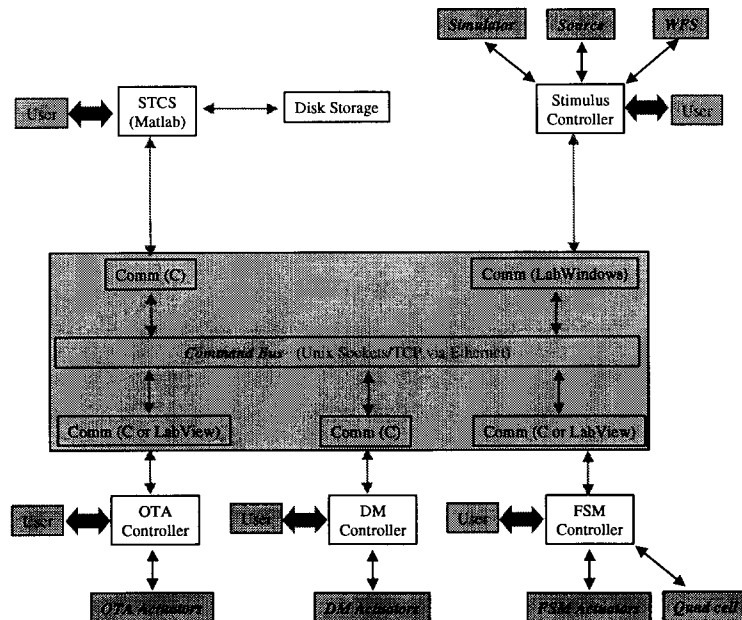 Simulator Source WFS
User STCS (Matlab) Disk Storage Stimulus Controller User
Comm (C) Comm (LabWindows)
Command Bus (Unix Sockets/TCP via Ethernet)
Comm (C or LabView) Comm (C) Comm (C or LabView)
User OTA Controller User DM Controller User FSM Controller
OTA Actuators DM Actuators FSM Actuators Quad cell